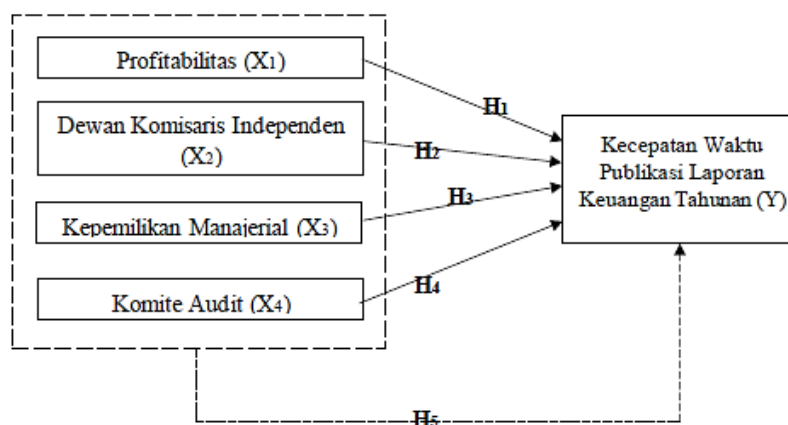 Profitabilitas (X₁)
H₁
Dewan Komisaris Independen
(X₂)
H₂
Kecepatan Waktu
Publikasi Laporan
Keuangan Tahunan (Y)
Kepemilikan Manajerial (X₃)
H₃
Komite Audit (X₄)
H₄
H₅